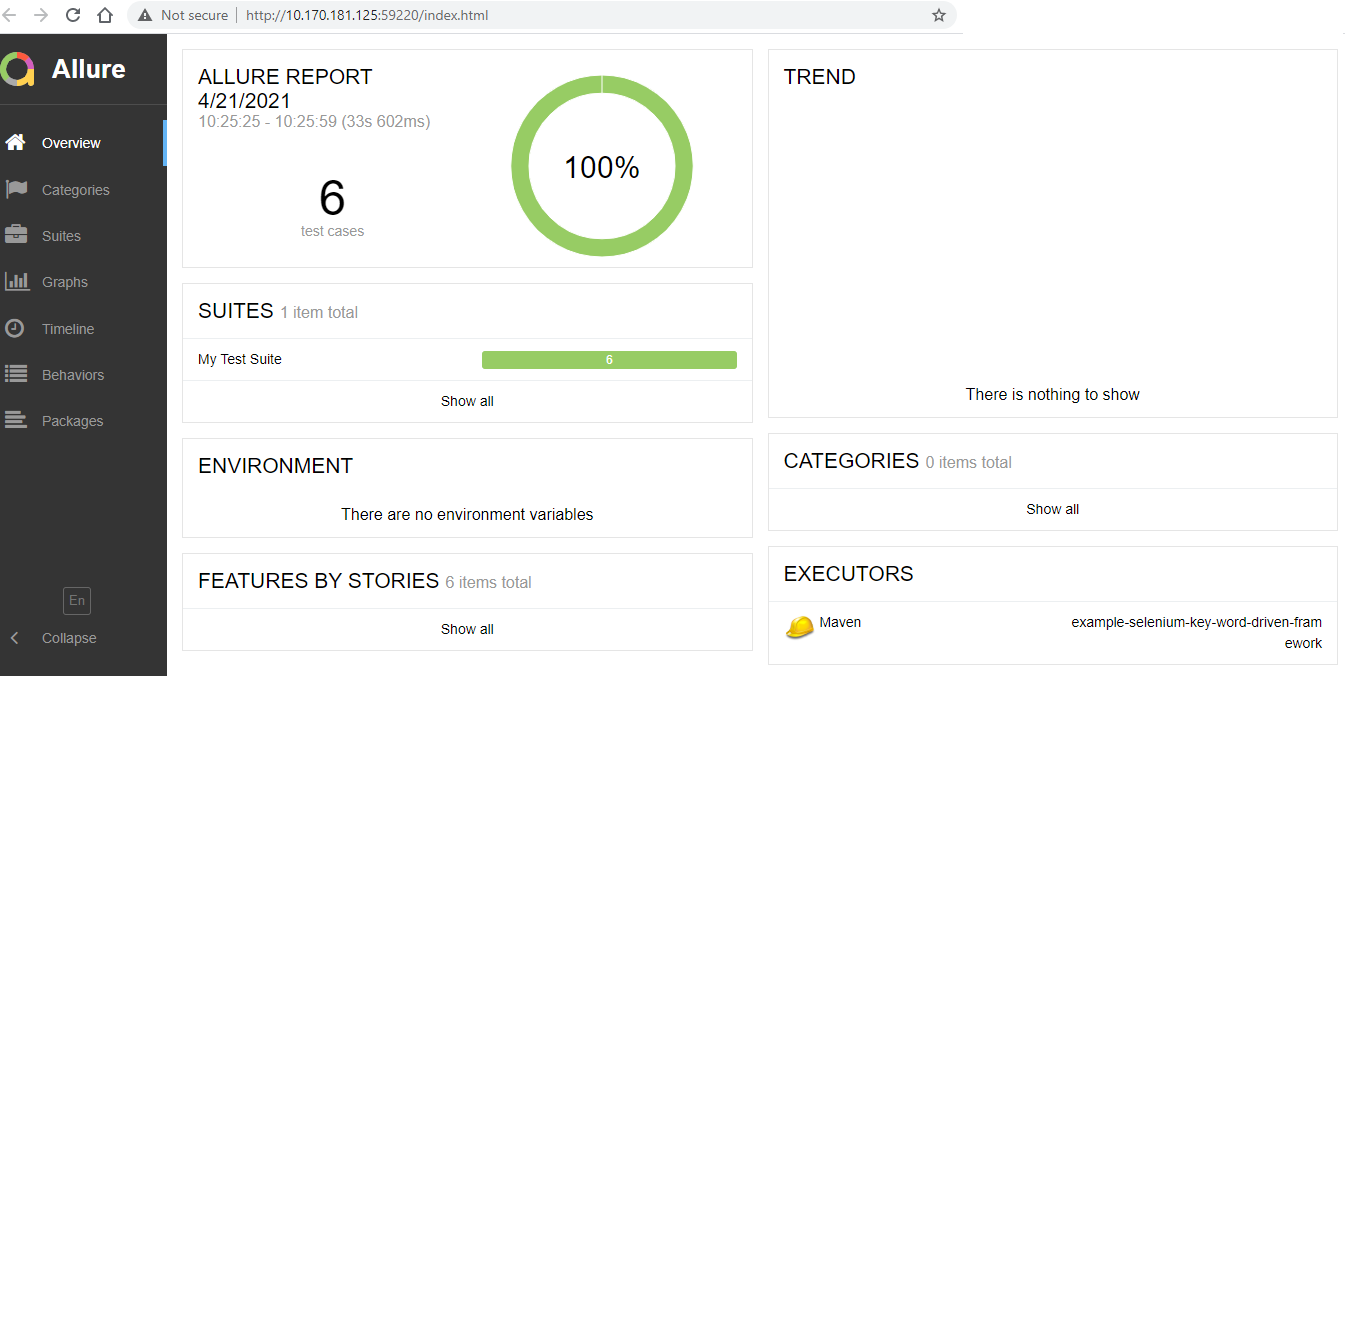 Not secure
http://10.170.181.125:59220/index.html
Allure
Overview
Categories
Suites
Graphs
Timeline
Behaviors
Packages
En
Collapse
ALLURE REPORT
4/21/2021
10:25:25 - 10:25:59 (33s 602ms)
6
test cases
100%
SUITES 1 item total
My Test Suite 6
Show all
ENVIRONMENT
There are no environment variables
FEATURES BY STORIES 6 items total
Show all
TREND
There is nothing to show
CATEGORIES 0 items total
Show all
EXECUTORS
Maven example-selenium-key-word-driven-fram
ework